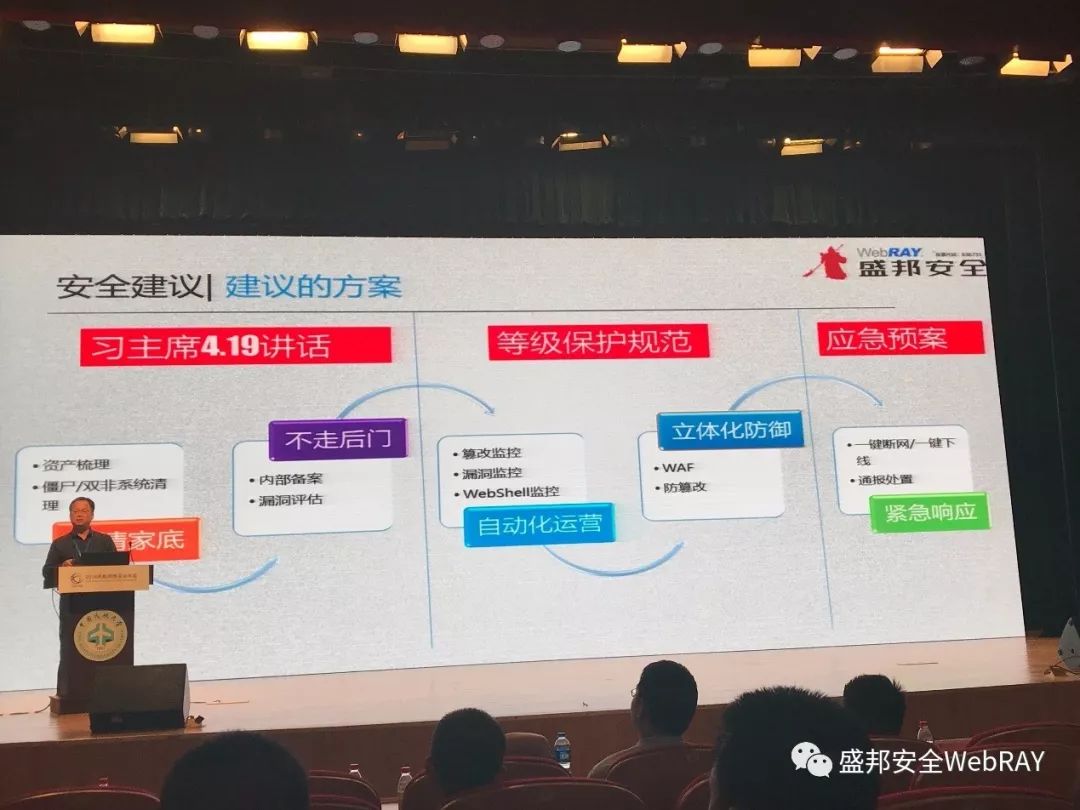 安全建议| 建议的方案
WebRAY
盛邦安全
习主席4.19讲话
等级保护规范
应急预案
不走后门
立体化防御
• 资产梳理
• 僵尸/双非系统清
理
清家底
• 内部备案
• 漏洞评估
• 篡改监控
• 漏洞监控
• WebShell监控
自动化运营
• WAF
• 防篡改
• 一键断网/一键下
线
• 通报处置
紧急响应
盛邦安全WebRAY